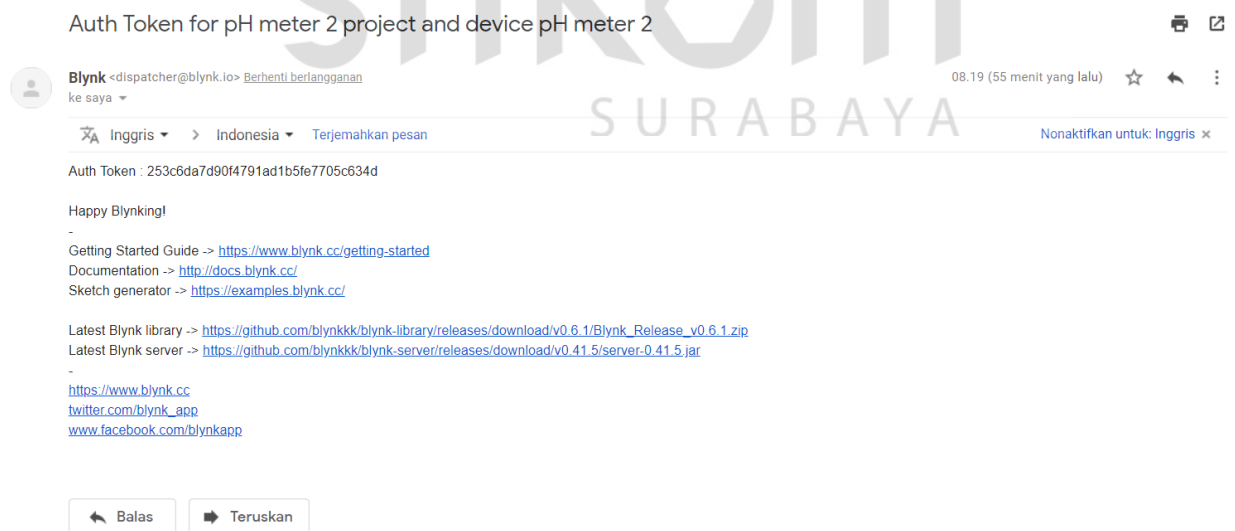 Auth Token for pH meter 2 project and device pH meter 2
Blynk <dispatcher@blynk.io> Berhenti berlangganan
08.19 (55 menit yang lalu)
ke saya
SURABAYA
Inggris > Indonesia Terjemahkan pesan
Nonaktifkan untuk: Inggris ×
Auth Token : 253c6da7d90f4791ad1b5fe7705c634d
Happy Blynking!
-
Getting Started Guide -> https://www.blynk.cc/getting-started
Documentation -> http://docs.blynk.cc/
Sketch generator -> https://examples.blynk.cc/
Latest Blynk library -> https://github.com/blynkkk/blynk-library/releases/download/v0.6.1/Blynk_Release_v0.6.1.zip
Latest Blynk server -> https://github.com/blynkkk/blynk-server/releases/download/v0.41.5/server-0.41.5.jar
-
https://www.blynk.cc
twitter.com/blynk_app
www.facebook.com/blynkapp
Balas
Teruskan